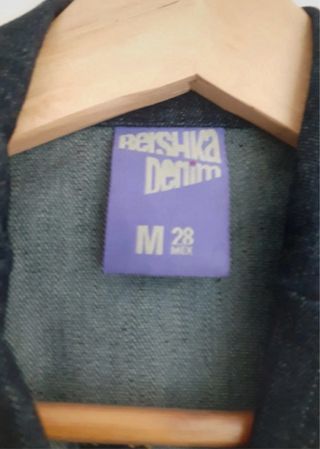 Bershka
Denim
M 28
MEX